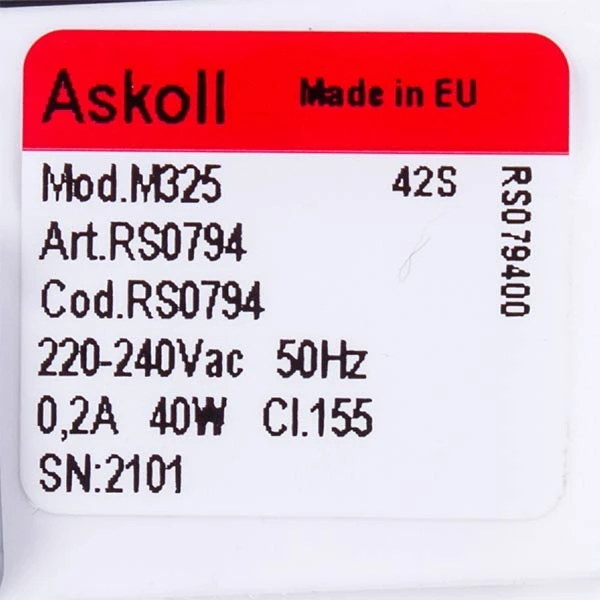 Askoll Made in EU
Mod.M325 42S
Art.RS0794
Cod.RS0794
220-240Vac 50Hz
0,2A 40W Cl.155
SN:2101
RS079400